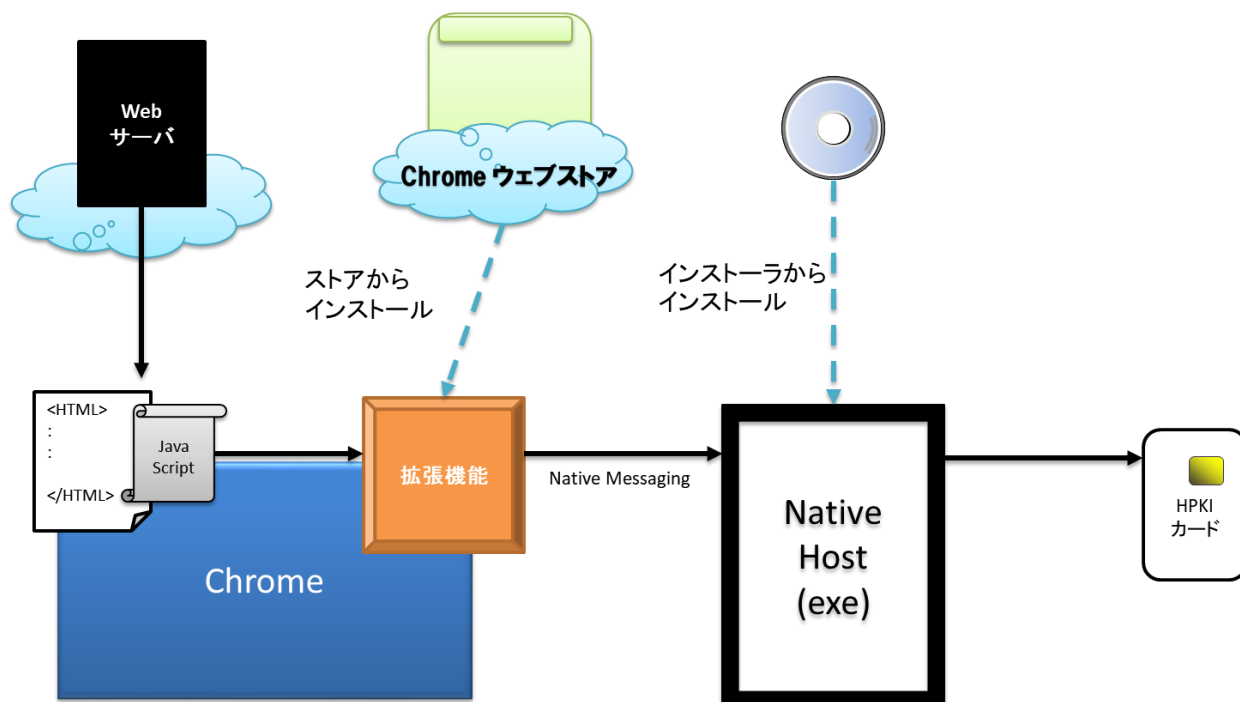 Web
サーバ
Chrome ウェブストア
ストアから
インストール
インストーラから
インストール
<HTML>
:
:
</HTML>
Java
Script
拡張機能
Native Messaging
Chrome
Native
Host
(exe)
HPKI
カード